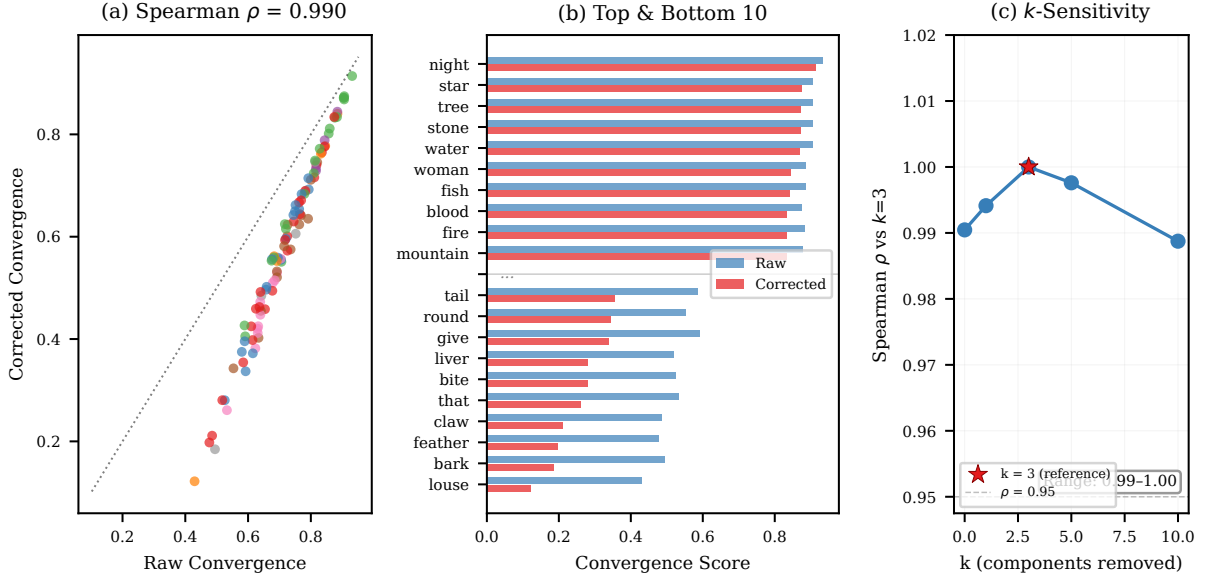 (a) Spearman ρ = 0.990
Corrected Convergence
0.8
0.6
0.4
0.2
0.2
0.4
0.6
0.8
Raw Convergence
(b) Top & Bottom 10
night
star
tree
stone
water
woman
fish
blood
fire
mountain
...
tail
round
give
liver
bite
that
claw
feather
bark
louse
Raw
Corrected
0.0
0.2
0.4
0.6
0.8
Convergence Score
(c) k-Sensitivity
Spearman ρ vs k=3
1.02
1.01
1.00
0.99
0.98
0.97
0.96
0.95
k = 3 (reference)
ρ = 0.95
Range: 0.99–1.00
0.0
2.5
5.0
7.5
10.0
k (components removed)